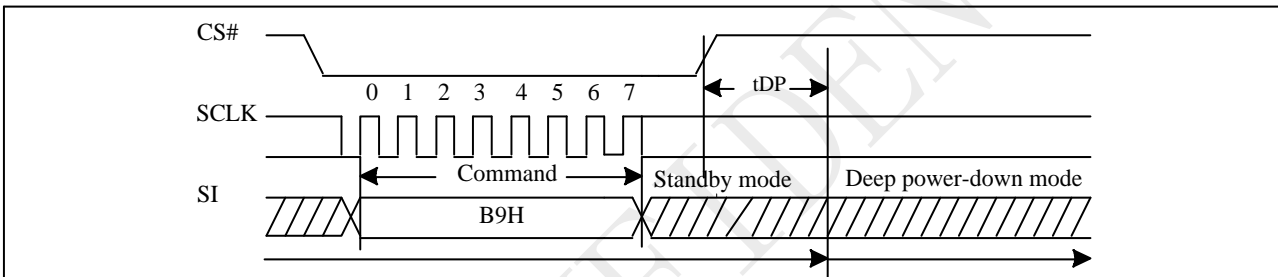 CS#
tDP
0 1 2 3 4 5 6 7
SCLK
Command
Standby mode
Deep power-down mode
SI
B9H